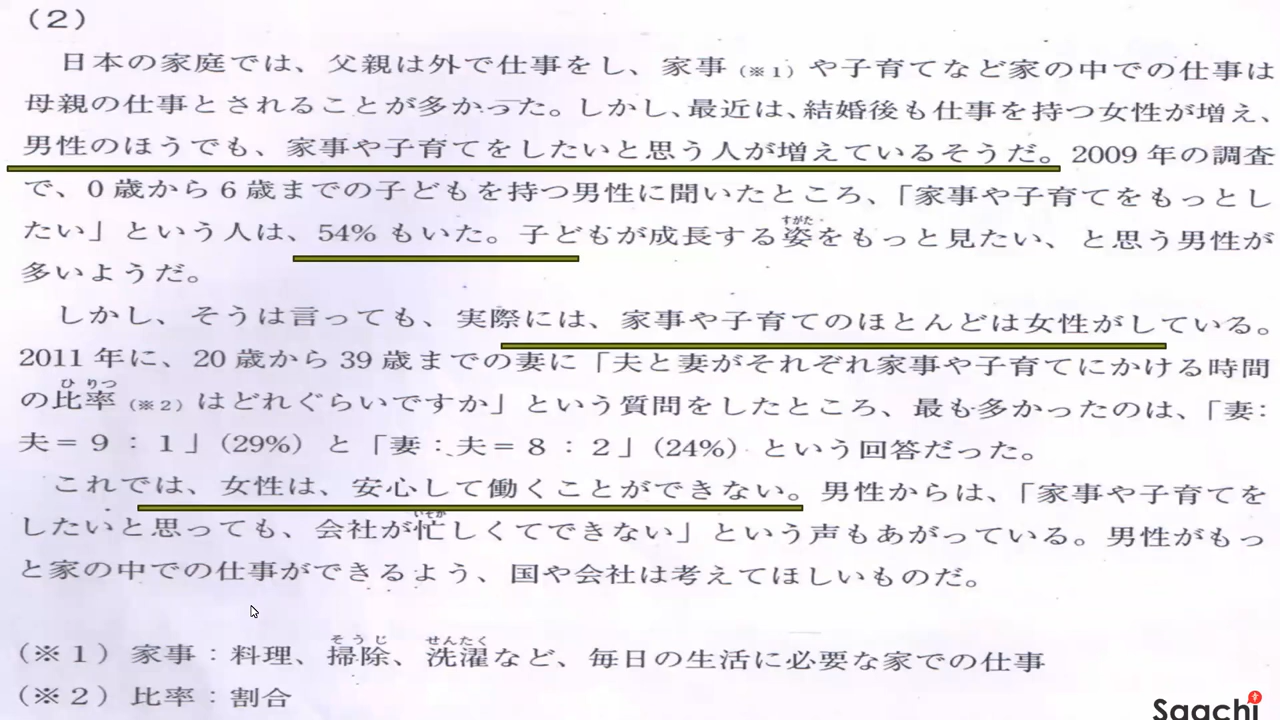 （2）
日本の家庭では、父親は外で仕事をし、家事（※1）や子育てなど家の中での仕事は
母親の仕事とされることが多かった。しかし、最近は、結婚後も仕事を持つ女性が増え、
男性のほうでも、家事や子育てをしたいと思う人が増えているそうだ。2009年の調査
で、0歳から6歳までの子どもを持つ男性に聞いたところ、「家事や子育てをもっとし
たい」という人は、54%もいた。子どもが成長する姿をもっと見たい、と思う男性が
すがた
多いようだ。
しかし、そうは言っても、実際には、家事や子育てのほとんどは女性がしている。
2011年に、20歳から39歳までの妻に「夫と妻がそれぞれ家事や子育てにかける時間
ひりつ
の比率（※2）はどれぐらいですか」という質問をしたところ、最も多かったのは、「妻：
夫＝9：1」（29%）と「妻：夫＝8：2」（24%）という回答だった。
これでは、女性は、安心して働くことができない。男性からは、「家事や子育てを
いそが
したいと思っても、会社が忙しくてできない」という声もあがっている。男性がもっ
と家の中での仕事ができるよう、国や会社は考えてほしいものだ。
そうじ せんたく
（※1）家事：料理、掃除、洗濯など、毎日の生活に必要な家での仕事
（※2）比率：割合
Saachi